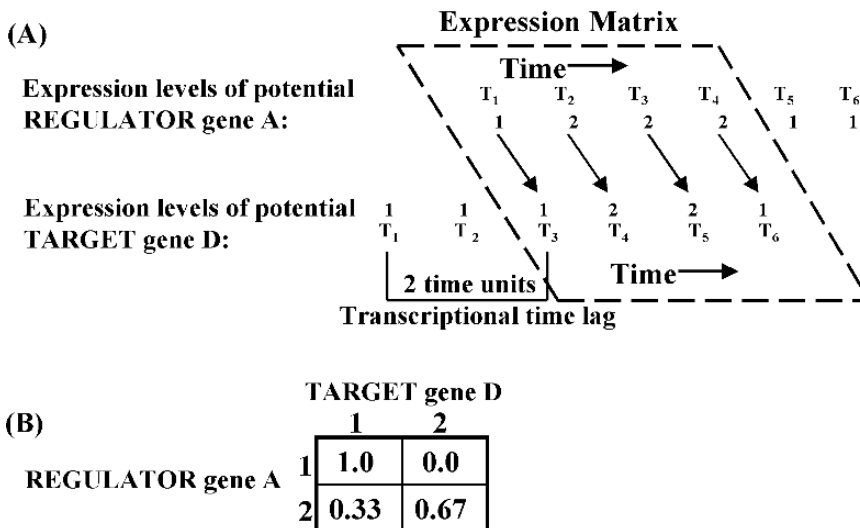 (A)
Expression Matrix
Time
Expression levels of potential
REGULATOR gene A:
T1 T2 T3 T4 T5 T6
1 2 2 2 1 1
Expression levels of potential
TARGET gene D:
1 1 1 2 2 1
T1 T2 T3 T4 T5 T6
2 time units
Time
Transcriptional time lag
(B)
TARGET gene D
1 2
REGULATOR gene A
1 1.0 0.0
2 0.33 0.67